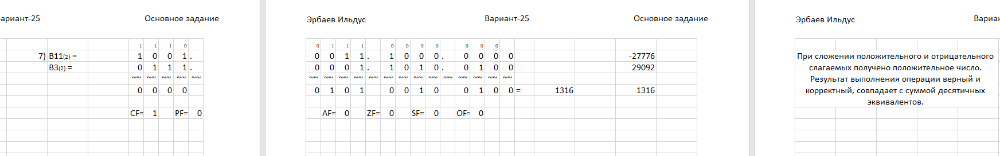 Вариант-25 Основное задание Эрбаев Ильдус Вариант-25 Основное задание Эрбаев Ильдус
1 1 1 0 0 1 1 1 0 0 0 0 0 0 0
7) B11(2) = 1 0 0 1 . 0 0 1 1 . 1 0 0 0 . 0 0 0 0 -27776 При сложении положительного и отрицательного
B3(2) = 0 1 1 1 . 0 0 0 1 . 1 0 1 0 . 0 1 0 0 29092 слагаемых получено положительное число.
~~ ~~ ~~ ~~ ~~ ~~ ~~ ~~ ~~ ~~ ~~ ~~ ~~ ~~ ~~ ~~ ~~ ~~ ~~ Результат выполнения операции верный и
0 0 0 0 0 1 0 1 0 0 1 0 0 1 0 0 = 1316 1316 корректный, совпадает с суммой десятичных
эквивалентов.
CF= 1 PF= 0 AF= 0 ZF= 0 SF= 0 OF= 0